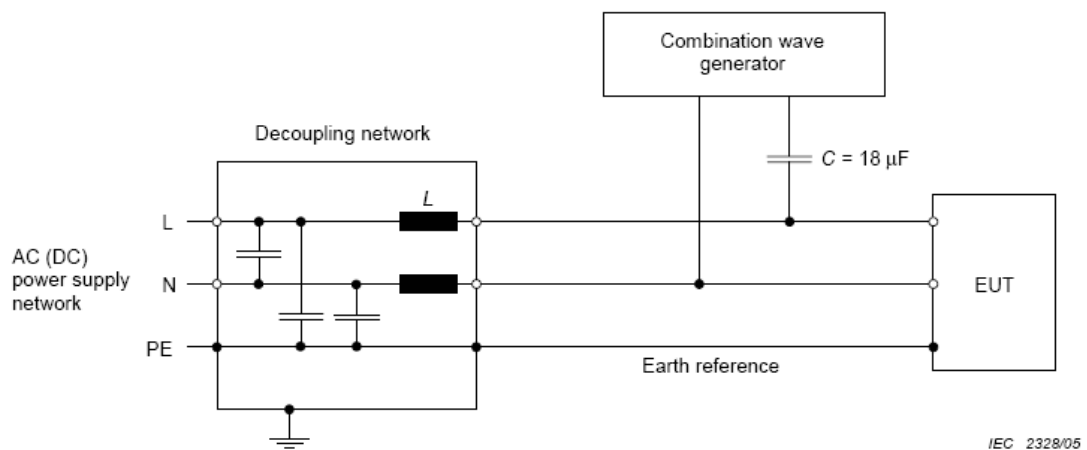 Combination wave
generator
Decoupling network
C = 18 µF
L
L
AC (DC)
power supply
network
N
EUT
PE
Earth reference
IEC 2328/05